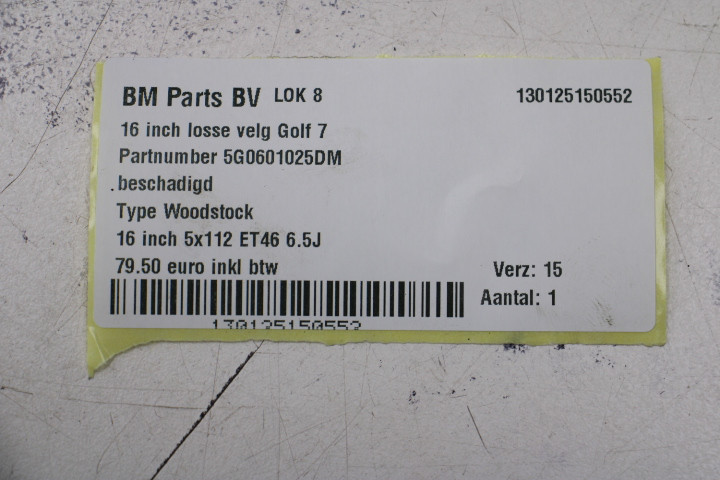 BM Parts BV LOK 8 130125150552
16 inch losse velg Golf 7
Partnumber 5G0601025DM
.beschadigd
Type Woodstock
16 inch 5x112 ET46 6.5J
79.50 euro inkl btw Verz: 15
Aantal: 1
130125150552